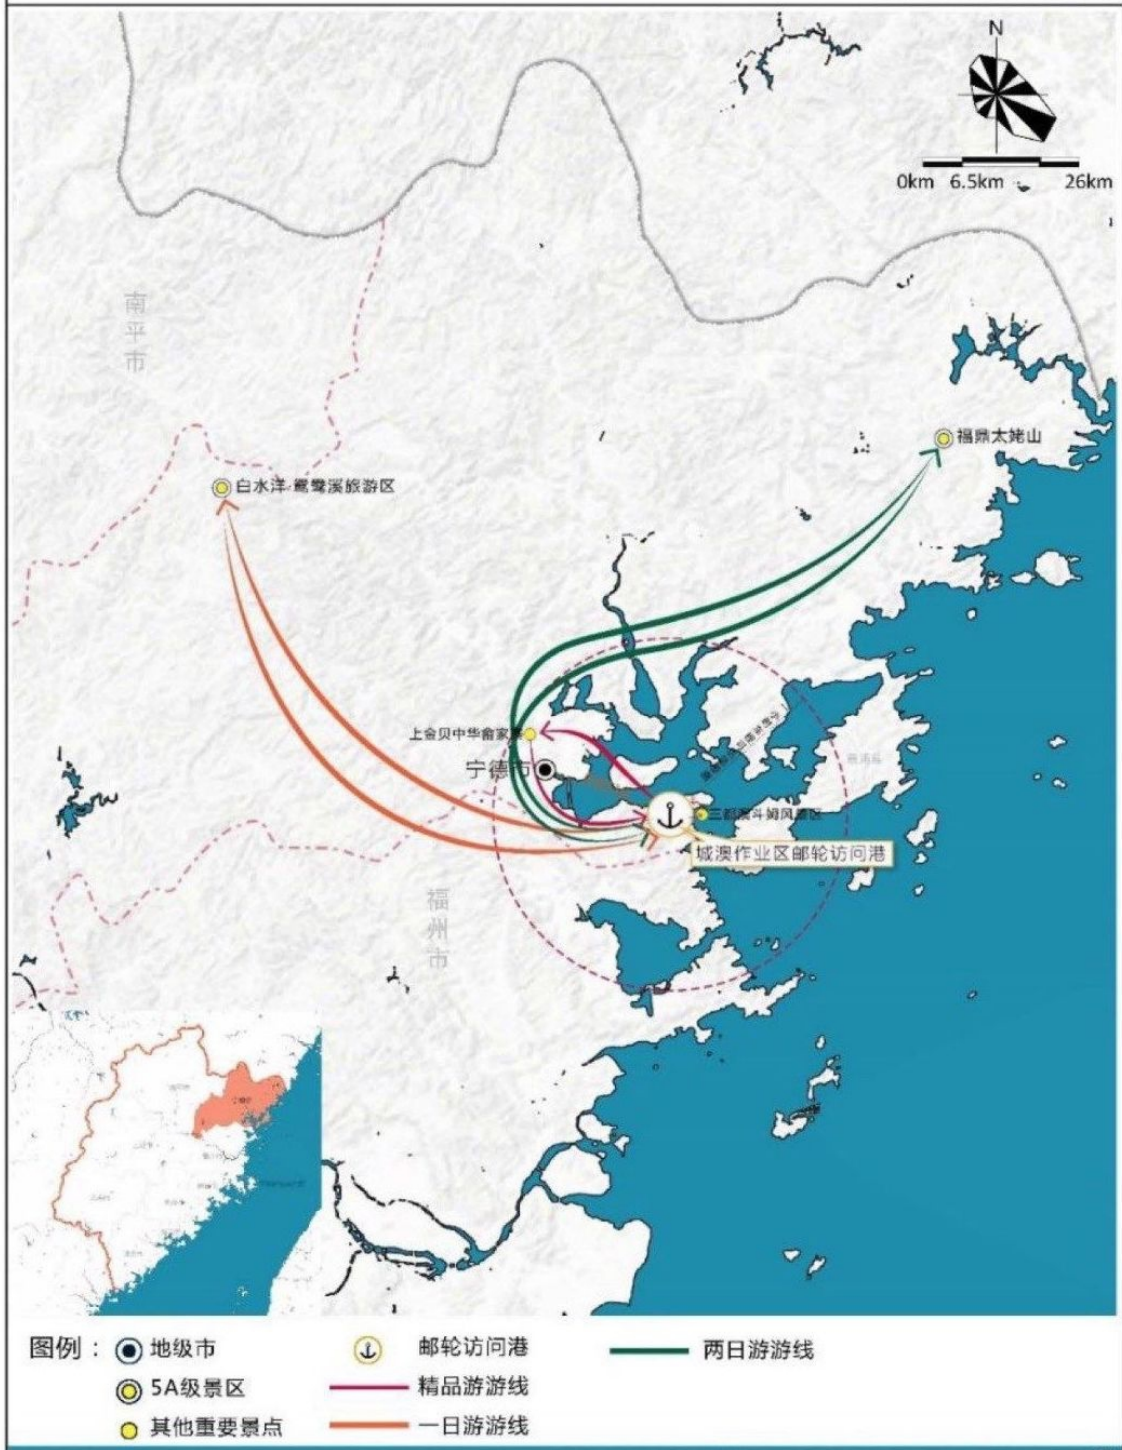 N
0km 6.5km 26km
南平市
福鼎太姥山
白水洋·鸳鸯溪旅游区
上金贝中华畲家寨
宁德市
霞浦县
三都澳斗姆风景区
城澳作业区邮轮访问港
福州市
图例：
地级市
邮轮访问港
两日游游线
5A级景区
精品游游线
其他重要景点
一日游游线